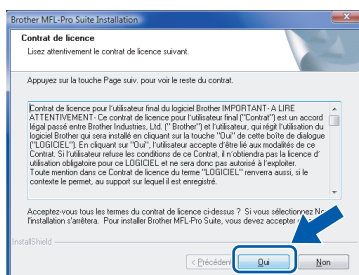 Brother MFL-Pro Suite Installation
Contrat de licence
Lisez attentivement le contrat de licence suivant.
Appuyez sur la touche Page suiv. pour voir le reste du contrat.
Contrat de licence pour l'utilisateur final du logiciel Brother IMPORTANT- A LIRE
ATTENTIVEMENT- Ce contrat de licence pour l'utilisateur final ("Contrat") est un accord
légal passé entre Brother Industries, Ltd. (" Brother") et l'utilisateur, qui régit l'utilisation du
logiciel Brother qui sera installé en cliquant sur la touche "Oui" de cette boîte de dialogue
("LOGICIEL"). En cliquant sur "Oui", l'utilisateur accepte d'être lié aux modalités de ce
Contrat. Si l'utilisateur refuse les conditions de ce Contrat, il n'obtiendra pas la licence d'
utilisation obligatoire pour ce LOGICIEL et ne sera donc pas autorisé à l'exploiter.
Toute mention dans ce Contrat de licence du terme "LOGICIEL" renverra aussi, si le
contexte le permet, au support sur lequel il est enregistré.
Acceptez-vous tous les termes du contrat de licence ci-dessus ? Si vous sélectionnez
l'installation s'arrêtera. Pour installer Brother MFL-Pro Suite, vous devez accepter
InstallShield
< Précédent
Oui
Non